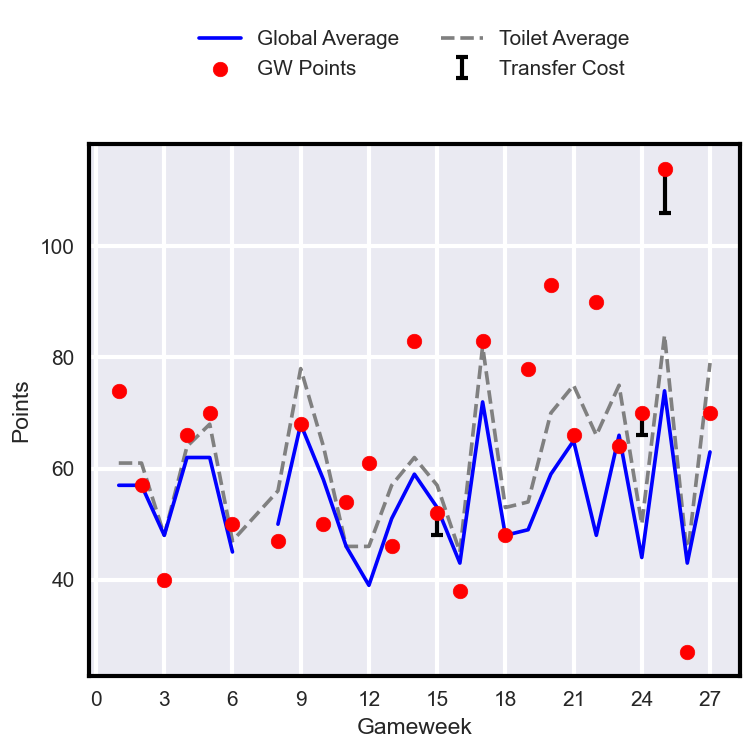 Global Average Toilet Average
GW Points Transfer Cost
Points
100
80
60
40
0 3 6 9 12 15 18 21 24 27
Gameweek